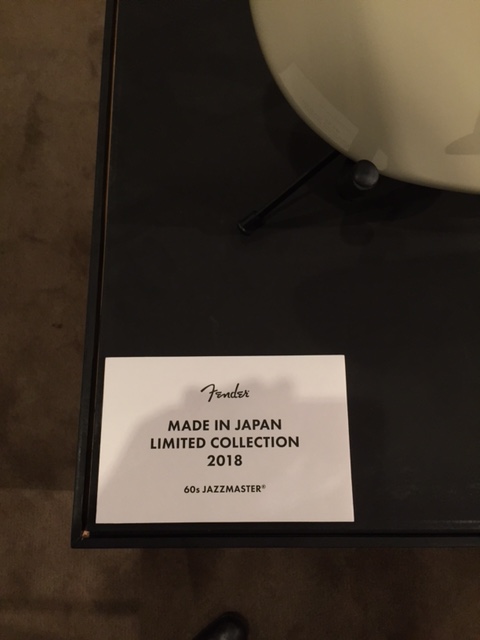 Fender
MADE IN JAPAN
LIMITED COLLECTION
2018
60s JAZZMASTER®